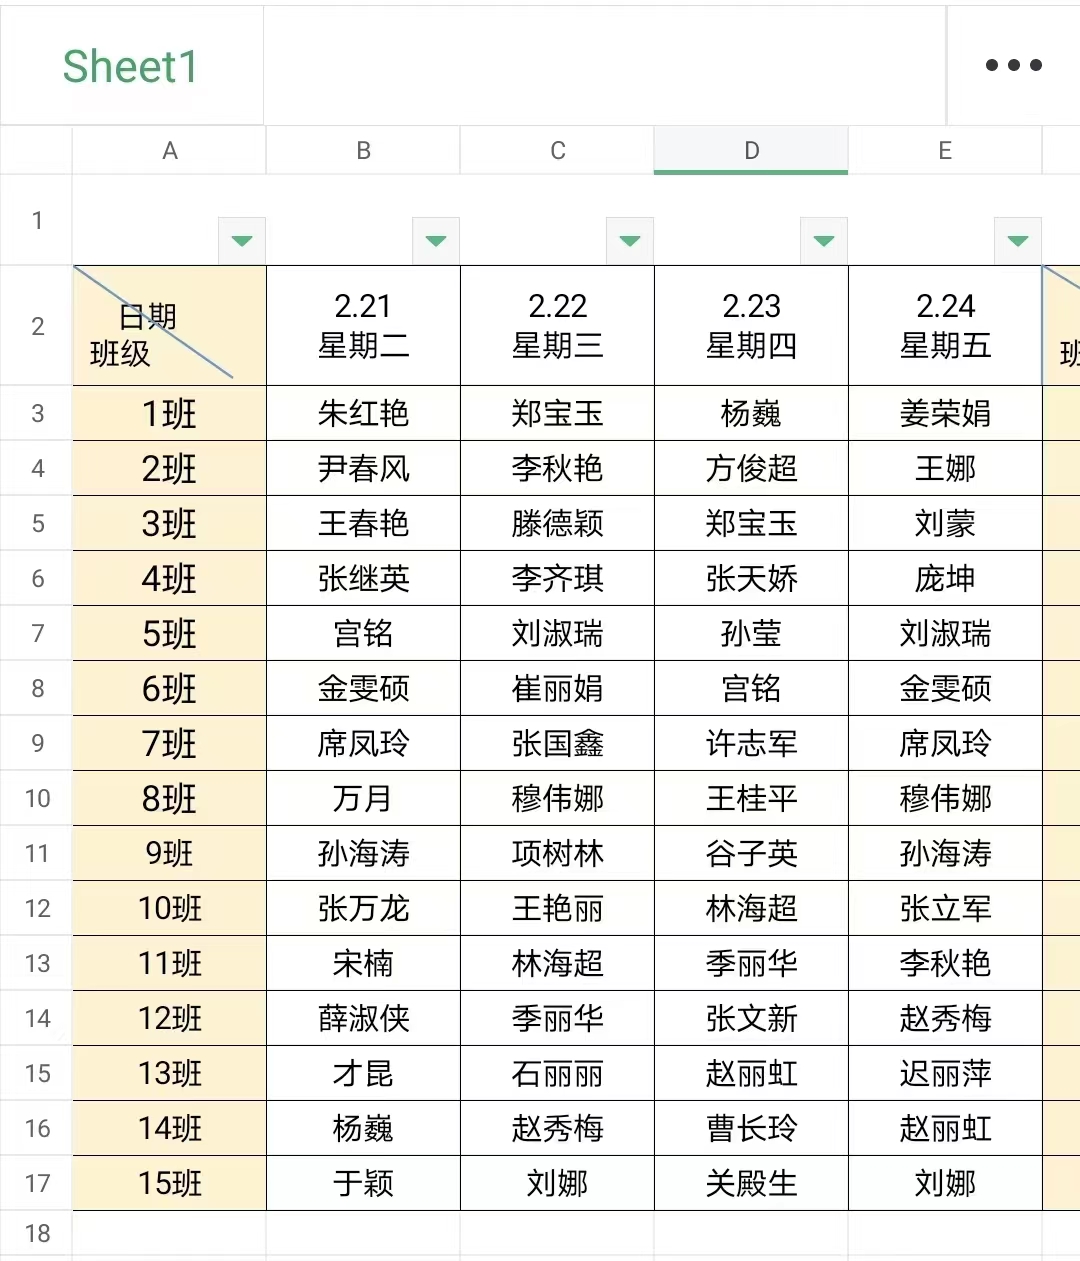 Sheet1
A B C D E
1
2 日期 2.21 2.22 2.23 2.24
班级 星期二 星期三 星期四 星期五 班
3 1班 朱红艳 郑宝玉 杨巍 姜荣娟
4 2班 尹春风 李秋艳 方俊超 王娜
5 3班 王春艳 滕德颖 郑宝玉 刘蒙
6 4班 张继英 李齐琪 张天娇 庞坤
7 5班 宫铭 刘淑瑞 孙莹 刘淑瑞
8 6班 金雯硕 崔丽娟 宫铭 金雯硕
9 7班 席凤玲 张国鑫 许志军 席凤玲
10 8班 万月 穆伟娜 王桂平 穆伟娜
11 9班 孙海涛 项树林 谷子英 孙海涛
12 10班 张万龙 王艳丽 林海超 张立军
13 11班 宋楠 林海超 季丽华 李秋艳
14 12班 薛淑侠 季丽华 张文新 赵秀梅
15 13班 才昆 石丽丽 赵丽虹 迟丽萍
16 14班 杨巍 赵秀梅 曹长玲 赵丽虹
17 15班 于颖 刘娜 关殿生 刘娜
18